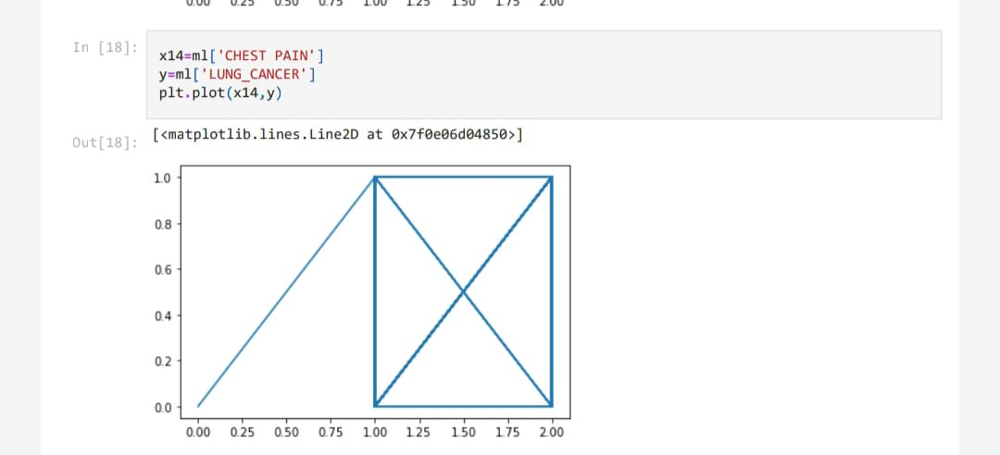 0.00 0.25 0.50 0.75 1.00 1.25 1.50 1.75 2.00
In [18]:
x14=ml['CHEST PAIN']
y=ml['LUNG_CANCER']
plt.plot(x14,y)
Out[18]:
[<matplotlib.lines.Line2D at 0x7f0e06d04850>]
1.0
0.8
0.6
0.4
0.2
0.0
0.00 0.25 0.50 0.75 1.00 1.25 1.50 1.75 2.00